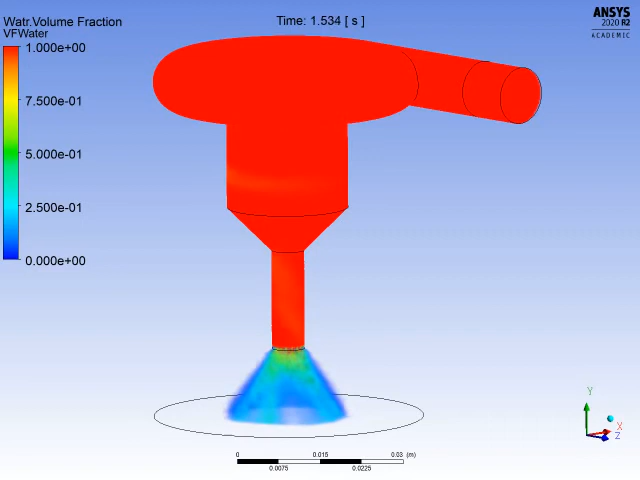 Watr.Volume Fraction
VFWater
Time: 1.534 [ s ]
ANSYS
2020 R2
ACADEMIC
1.000e+00
7.500e-01
5.000e-01
2.500e-01
0.000e+00
Y
X
Z
0 0.015 0.03 (m)
0.0075 0.0225